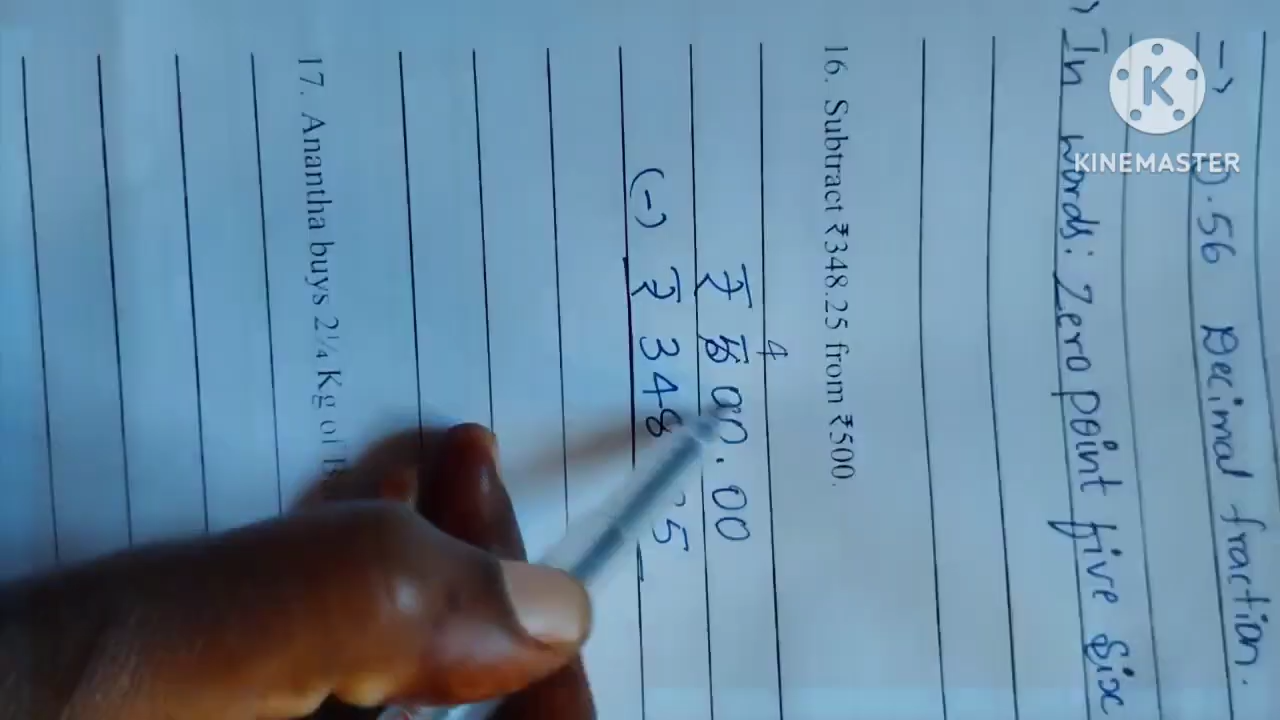 -> 0.56 Decimal fraction.
-> In words: Zero point five six
16. Subtract ₹348.25 from ₹500.
4
₹ 500.00
(-) ₹ 348 5
17. Anantha buys 2¼ Kg of
KINEMASTER